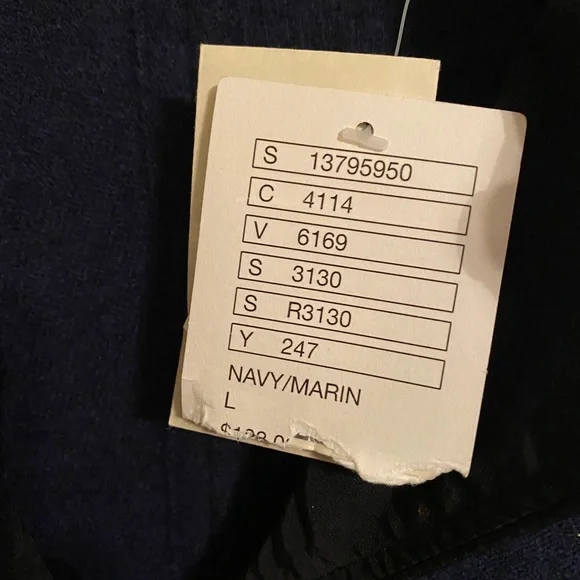 S 13795950
C 4114
V 6169
S 3130
S R3130
Y 247
NAVY/MARIN
L